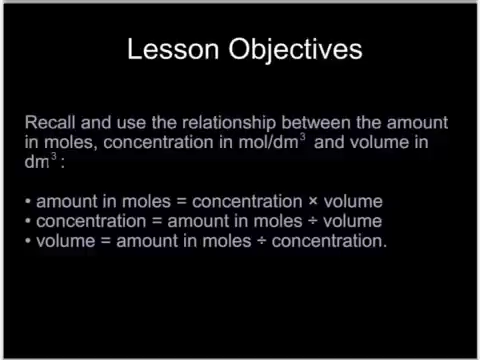 Lesson Objectives
Recall and use the relationship between the amount
in moles, concentration in mol/dm³ and volume in
dm³ :
• amount in moles = concentration × volume
• concentration = amount in moles ÷ volume
• volume = amount in moles ÷ concentration.